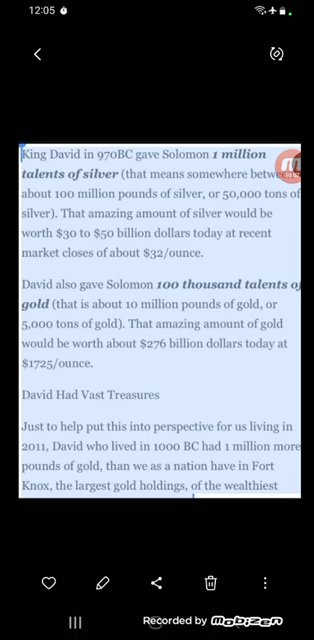 12:05
King David in 970BC gave Solomon 1 million
talents of silver (that means somewhere betwe
about 100 million pounds of silver, or 50,000 tons of
silver). That amazing amount of silver would be
worth $30 to $50 billion dollars today at recent
market closes of about $32/ounce.
David also gave Solomon 100 thousand talents of
gold (that is about 10 million pounds of gold, or
5,000 tons of gold). That amazing amount of gold
would be worth about $276 billion dollars today at
$1725/ounce.
David Had Vast Treasures
Just to help put this into perspective for us living in
2011, David who lived in 1000 BC had 1 million more
pounds of gold, than we as a nation have in Fort
Knox, the largest gold holdings, of the wealthiest
Recorded by Mobizen